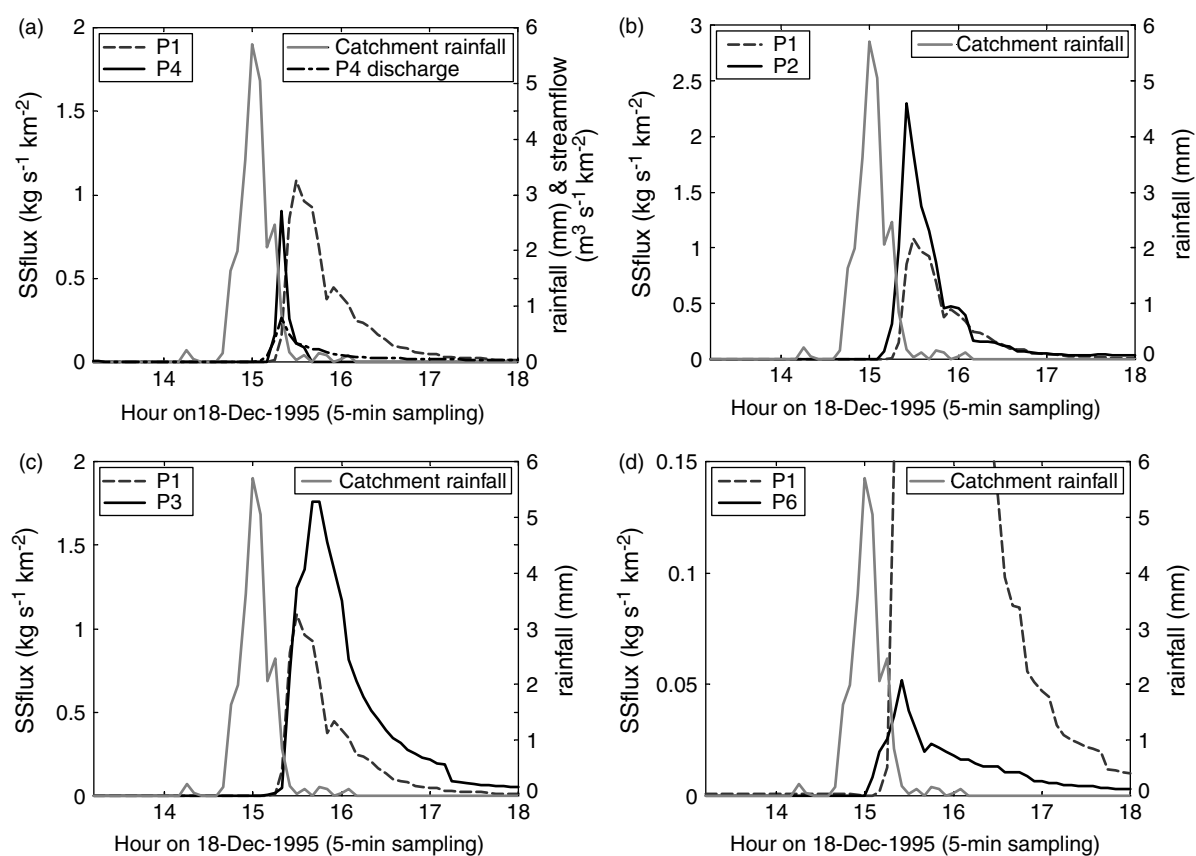 (a)
2
1.5
1
0.5
0
SSflux (kg s⁻¹ km⁻²)
P1
P4
Catchment rainfall
P4 discharge
6
5
4
3
2
1
0
rainfall (mm) & streamflow
(m³ s⁻¹ km⁻²)
14 15 16 17 18
Hour on18-Dec-1995 (5-min sampling)
(b)
3
2.5
2
1.5
1
0.5
0
SSflux (kg s⁻¹ km⁻²)
P1
P2
Catchment rainfall
6
5
4
3
2
1
0
rainfall (mm)
14 15 16 17 18
Hour on 18-Dec-1995 (5-min sampling)
(c)
2
1.5
1
0.5
0
SSflux (kg s⁻¹ km⁻²)
P1
P3
Catchment rainfall
6
5
4
3
2
1
0
rainfall (mm)
14 15 16 17 18
Hour on 18-Dec-1995 (5-min sampling)
(d)
0.15
0.1
0.05
0
SSflux (kg s⁻¹ km⁻²)
P1
P6
Catchment rainfall
6
5
4
3
2
1
0
rainfall (mm)
14 15 16 17 18
Hour on 18-Dec-1995 (5-min sampling)